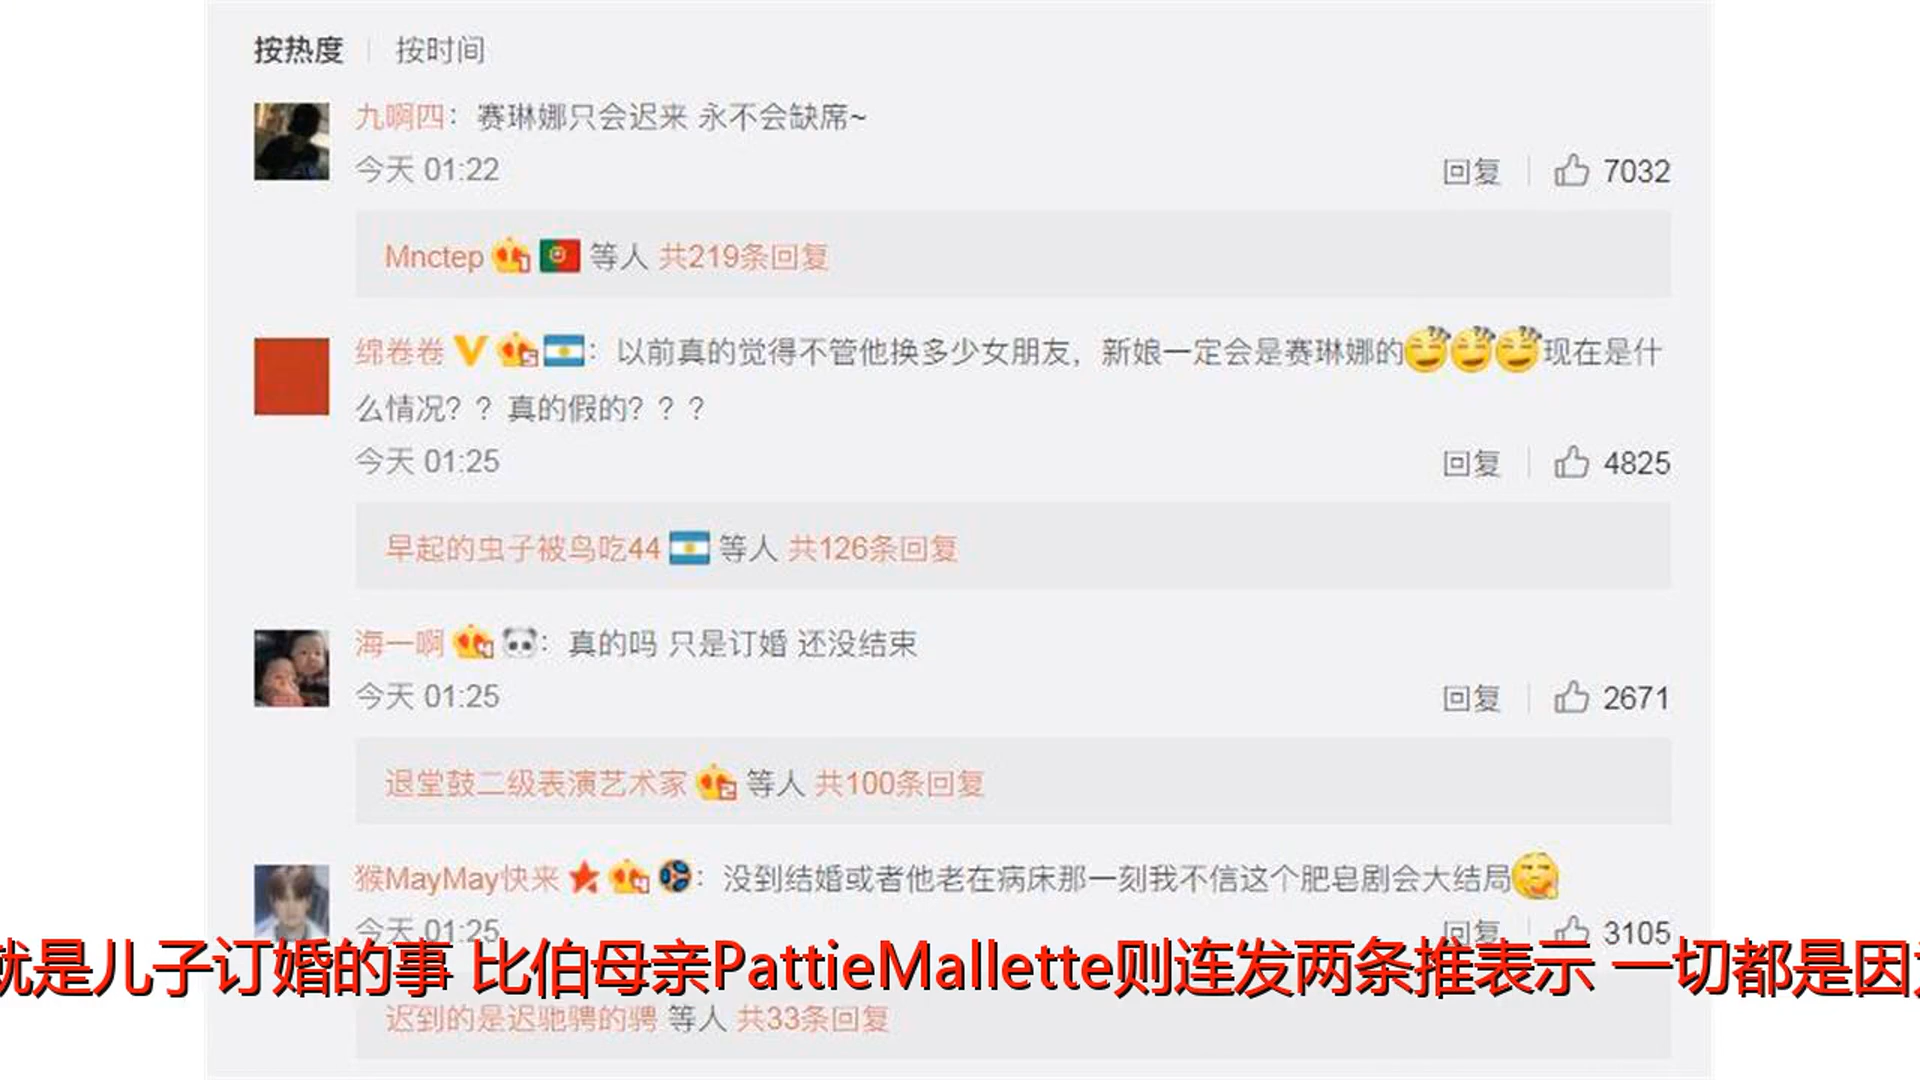 按热度 | 按时间
九啊四：赛琳娜只会迟来 永不会缺席~
今天 01:22
回复 | 7032
Mnctep 等人 共219条回复
绵卷卷：以前真的觉得不管他换多少女朋友，新娘一定会是赛琳娜的现在是什
么情况？？真的假的？？？
今天 01:25
回复 | 4825
早起的虫子被鸟吃44 等人 共126条回复
海一啊：真的吗 只是订婚 还没结束
今天 01:25
回复 | 2671
退堂鼓二级表演艺术家 等人 共100条回复
猴MayMay快来：没到结婚或者他老在病床那一刻我不信这个肥皂剧会大结局
今天 01:25
回复 | 3105
就是儿子订婚的事 比伯母亲PattieMallette则连发两条推表示 一切都是因
迟到的是迟驰骋的骋 等人 共33条回复